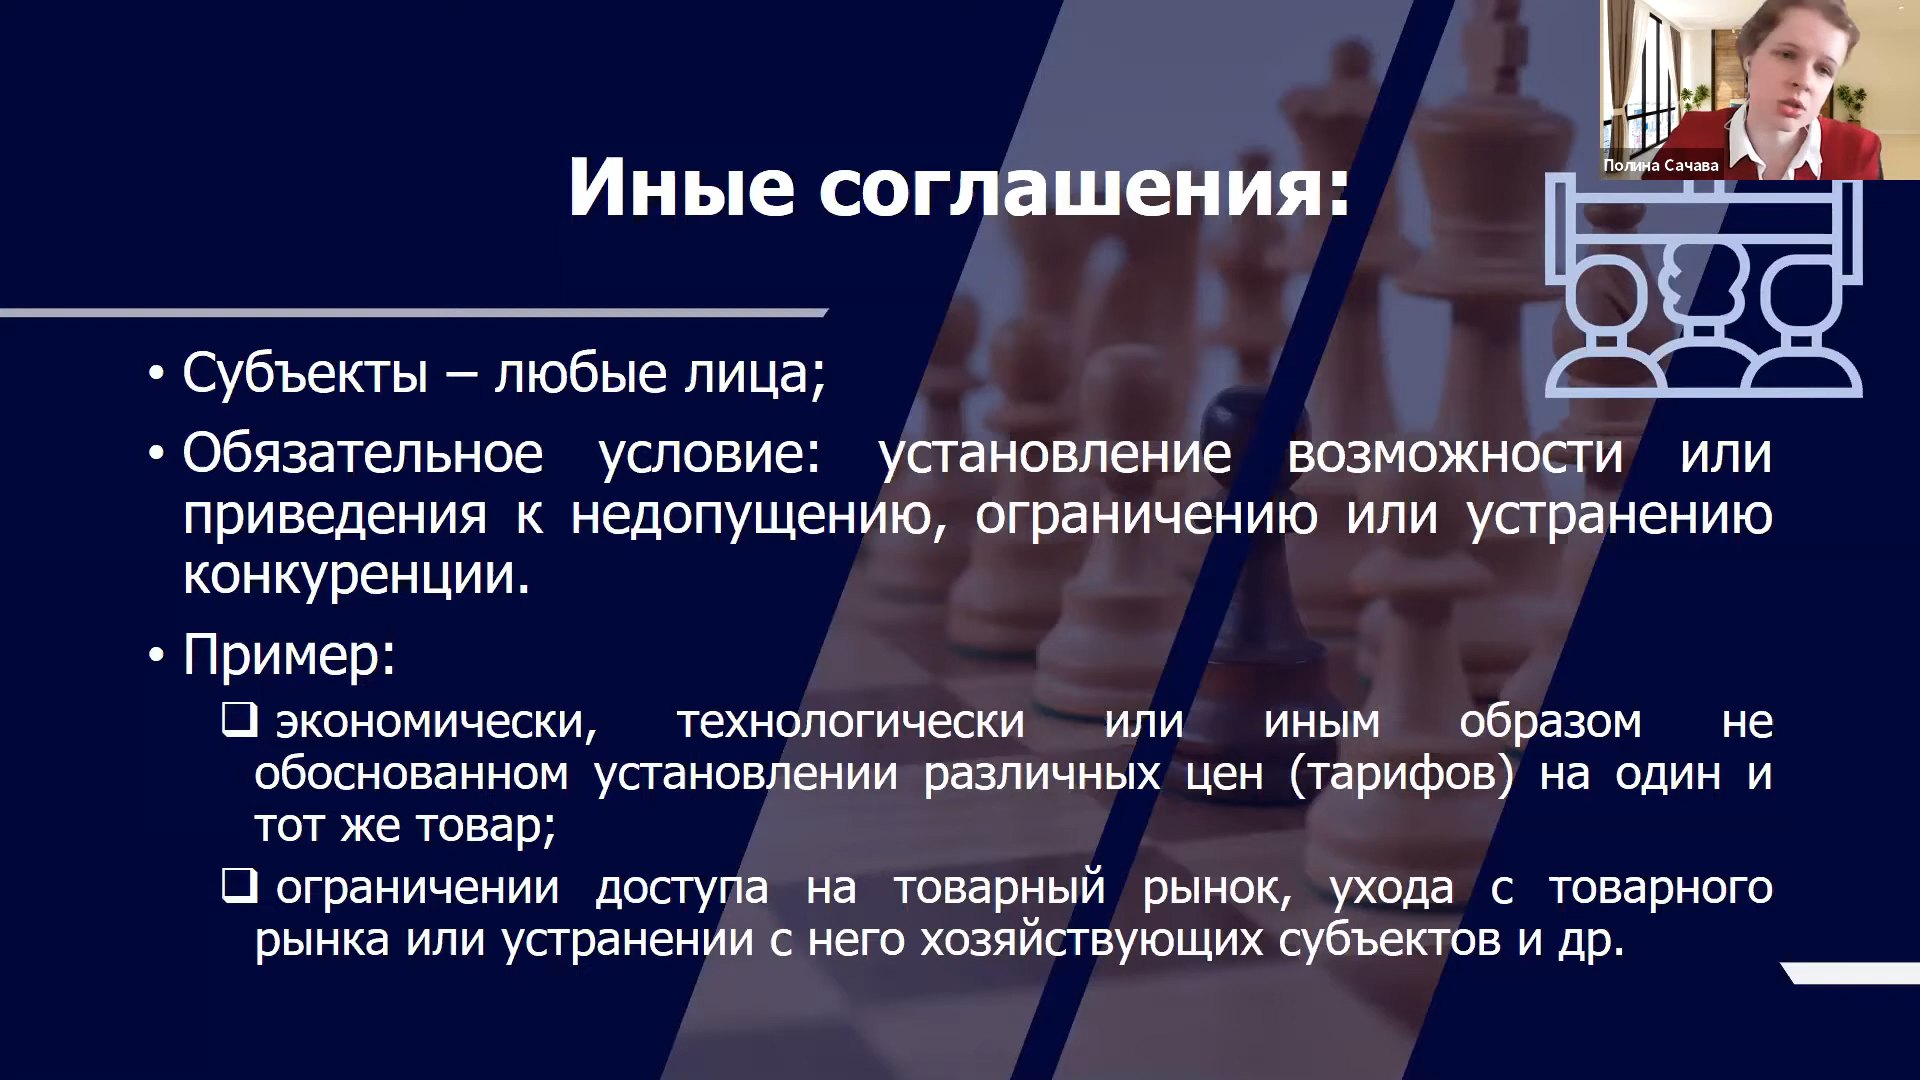 Полина Сачава
Иные соглашения:
• Субъекты – любые лица;
• Обязательное условие: установление возможности или
приведения к недопущению, ограничению или устранению
конкуренции.
• Пример:
❑ экономически, технологически или иным образом не
обоснованном установлении различных цен (тарифов) на один и
тот же товар;
❑ ограничении доступа на товарный рынок, ухода с товарного
рынка или устранении с него хозяйствующих субъектов и др.